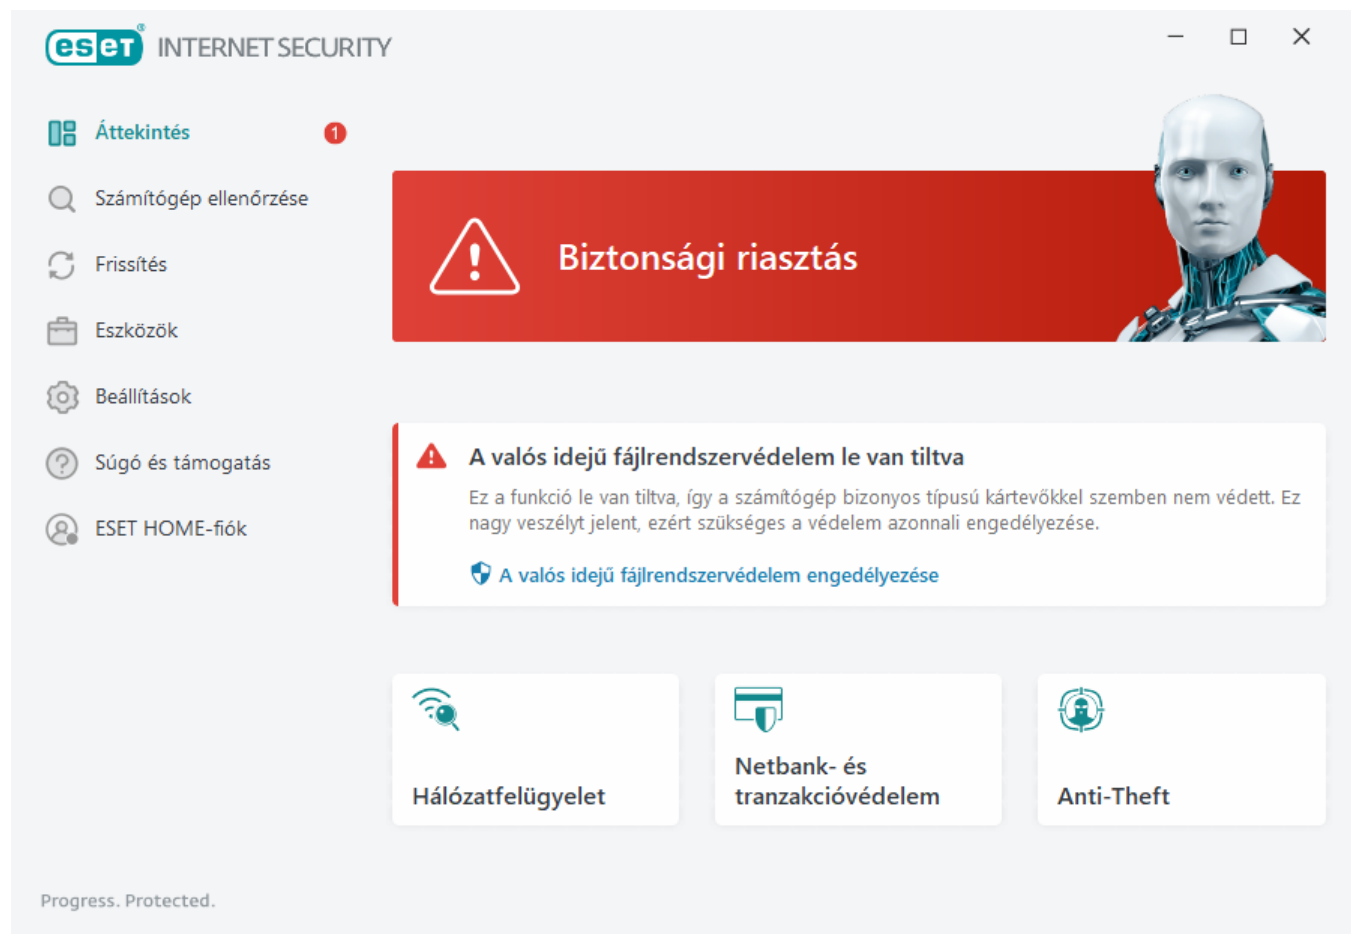 eset® INTERNET SECURITY
Áttekintés 1
Számítógép ellenőrzése
Frissítés
Eszközök
Beállítások
Súgó és támogatás
ESET HOME-fiók
Biztonsági riasztás
A valós idejű fájlrendszervédelem le van tiltva
Ez a funkció le van tiltva, így a számítógép bizonyos típusú kártevőkkel szemben nem védett. Ez
nagy veszélyt jelent, ezért szükséges a védelem azonnali engedélyezése.
A valós idejű fájlrendszervédelem engedélyezése
Hálózatfelügyelet
Netbank- és
tranzakcióvédelem
Anti-Theft
Progress. Protected.